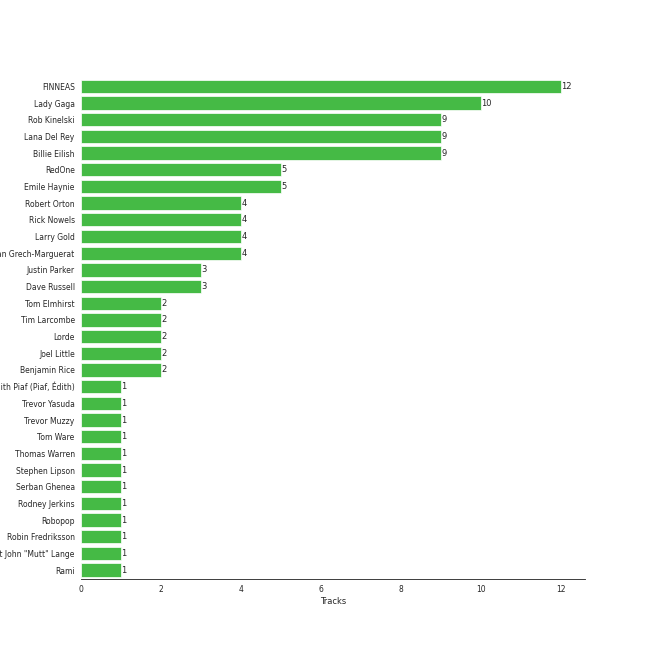 FINNEAS 12
Lady Gaga 10
Rob Kinelski 9
Lana Del Rey 9
Billie Eilish 9
RedOne 5
Emile Haynie 5
Robert Orton 4
Rick Nowels 4
Larry Gold 4
Grech-Marguerat 4
Justin Parker 3
Dave Russell 3
Tom Elmhirst 2
Tim Larcombe 2
Lorde 2
Joel Little 2
Benjamin Rice 2
Piaf (Piaf, Édith) 1
Trevor Yasuda 1
Trevor Muzzy 1
Tom Ware 1
Thomas Warren 1
Stephen Lipson 1
Serban Ghenea 1
Rodney Jerkins 1
Robopop 1
Robin Fredriksson 1
John "Mutt" Lange 1
Rami 1
0 2 4 6 8 10 12
Tracks